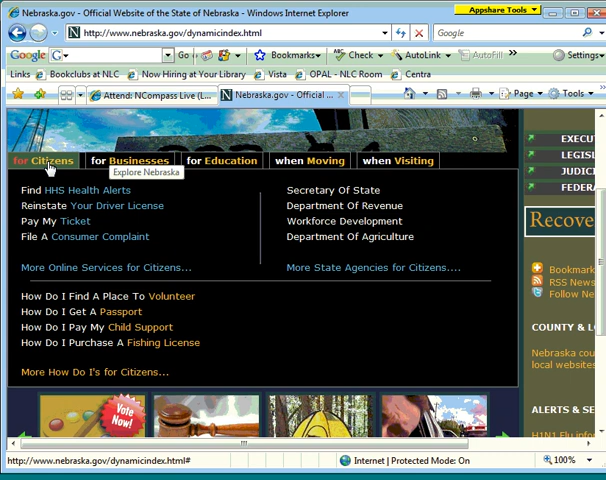 Nebraska.gov - Official Website of the State of Nebraska - Windows Internet Explorer
Appshare Tools
http://www.nebraska.gov/dynamicindex.html
Google
Google
Go
Bookmarks
Check
AutoLink
AutoFill
Settings
Links
Bookclubs at NLC
Now Hiring at Your Library
Vista
OPAL - NLC Room
Centra
Attend: NCompass Live (L...
Nebraska.gov - Official ...
Page
Tools
for Citizens
for Businesses
for Education
when Moving
when Visiting
Explore Nebraska
Find HHS Health Alerts
Reinstate Your Driver License
Pay My Ticket
File A Consumer Complaint
More Online Services for Citizens...
Secretary Of State
Department Of Revenue
Workforce Development
Department Of Agriculture
More State Agencies for Citizens....
How Do I Find A Place To Volunteer
How Do I Get A Passport
How Do I Pay My Child Support
How Do I Purchase A Fishing License
More How Do I's for Citizens...
EXECUT
LEGISL
JUDICI
FEDERA
Recove
Bookmark
RSS News
Follow Ne
COUNTY & LO
Nebraska cou
local websites
ALERTS & SE
H1N1 Flu infor
Vote
Now!
http://www.nebraska.gov/dynamicindex.html#
Internet | Protected Mode: On
100%